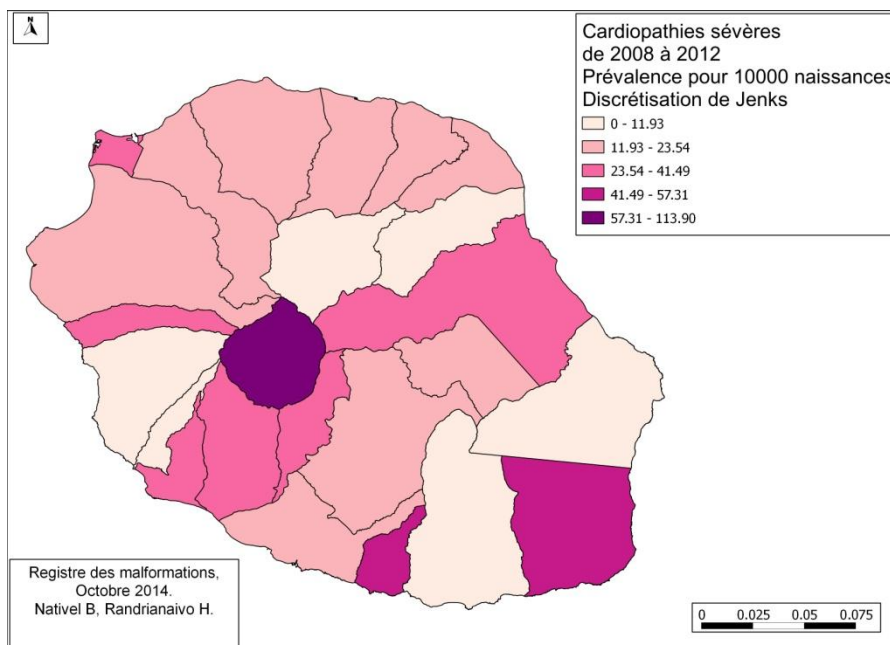 N
Cardiopathies sévères
de 2008 à 2012
Prévalence pour 10000 naissances
Discrétisation de Jenks
0 - 11.93
11.93 - 23.54
23.54 - 41.49
41.49 - 57.31
57.31 - 113.90
Registre des malformations,
Octobre 2014.
Nativel B, Randrianaivo H.
0 0.025 0.05 0.075